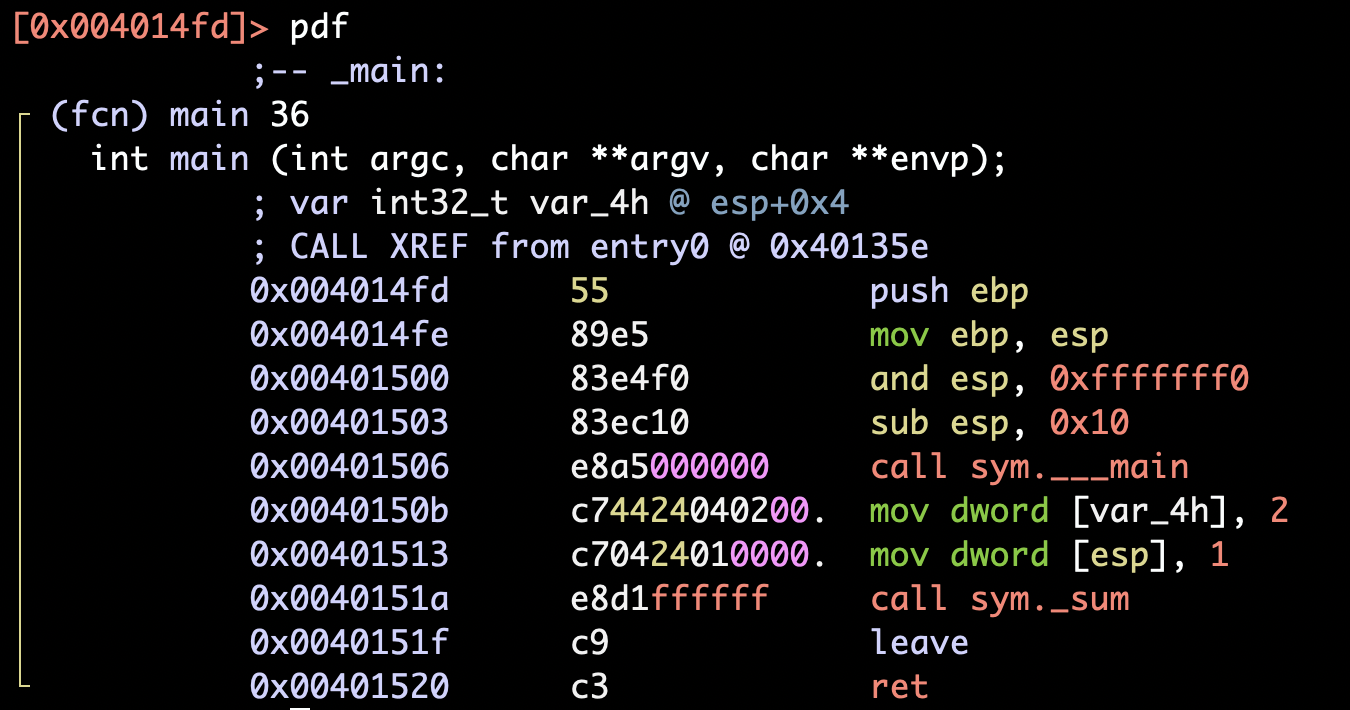 [0x004014fd]> pdf
;-- _main:
(fcn) main 36
int main (int argc, char **argv, char **envp);
; var int32_t var_4h @ esp+0x4
; CALL XREF from entry0 @ 0x40135e
0x004014fd 55 push ebp
0x004014fe 89e5 mov ebp, esp
0x00401500 83e4f0 and esp, 0xfffffff0
0x00401503 83ec10 sub esp, 0x10
0x00401506 e8a5000000 call sym.___main
0x0040150b c74424040200. mov dword [var_4h], 2
0x00401513 c70424010000. mov dword [esp], 1
0x0040151a e8d1ffffff call sym._sum
0x0040151f c9 leave
0x00401520 c3 ret